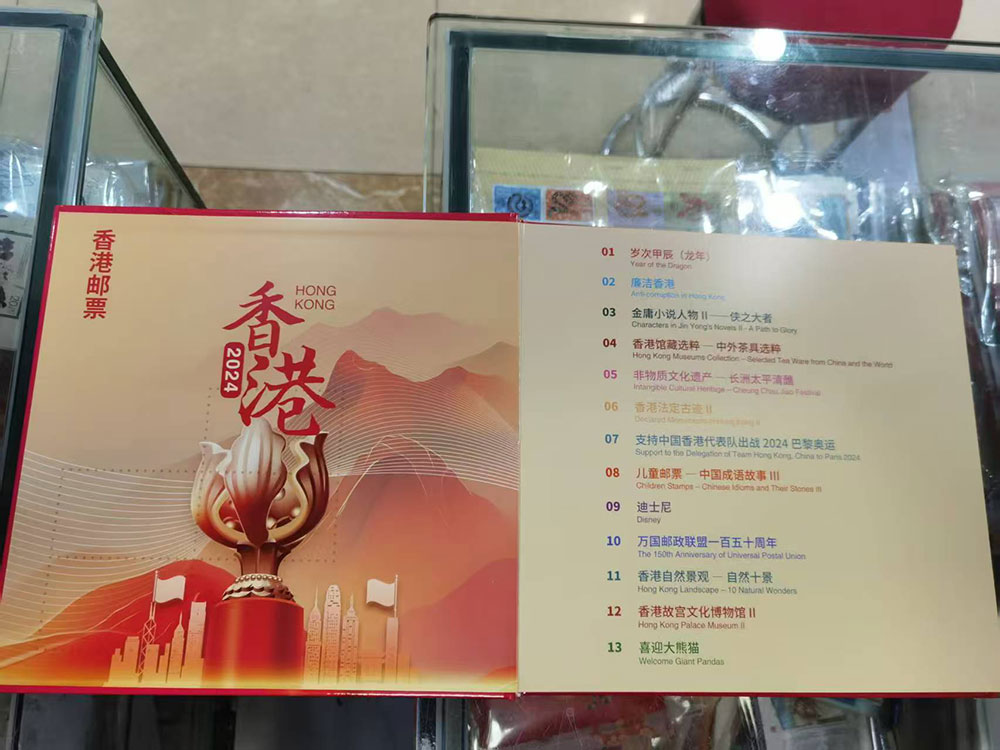 香港邮票
香港
2024
HONG
KONG
01 岁次甲辰（龙年）
Year of the Dragon
02 廉洁香港
Anti-corruption in Hong Kong
03 金庸小说人物 II——侠之大者
Characters in Jin Yong's Novels II – A Path to Glory
04 香港馆藏选粹 — 中外茶具选粹
Hong Kong Museums Collection – Selected Tea Ware from China and the World
05 非物质文化遗产 — 长洲太平清醮
Intangible Cultural Heritage – Cheung Chau Jiao Festival
06 香港法定古迹 II
Declared Monuments in Hong Kong II
07 支持中国香港代表队出战 2024 巴黎奥运
Support to the Delegation of Team Hong Kong, China to Paris 2024
08 儿童邮票 — 中国成语故事 III
Children Stamps – Chinese Idioms and Their Stories III
09 迪士尼
Disney
10 万国邮政联盟一百五十周年
The 150th Anniversary of Universal Postal Union
11 香港自然景观 — 自然十景
Hong Kong Landscape – 10 Natural Wonders
12 香港故宫文化博物馆 II
Hong Kong Palace Museum II
13 喜迎大熊猫
Welcome Giant Pandas